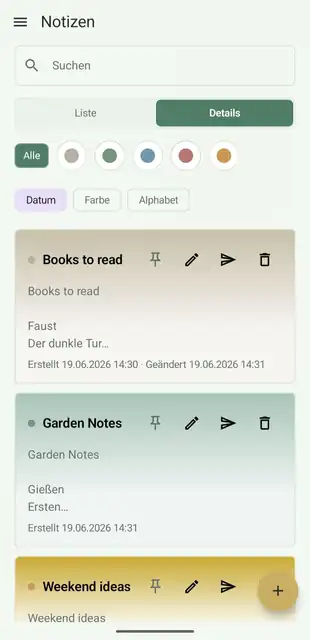 Notizen
Suchen
Liste
Details
Alle
Datum
Farbe
Alphabet
Books to read
Books to read
Faust
Der dunkle Tur...
Erstellt 19.06.2026 14:30 · Geändert 19.06.2026 14:31
Garden Notes
Garden Notes
Gießen
Ersten...
Erstellt 19.06.2026 14:31
Weekend ideas
+
Weekend ideas